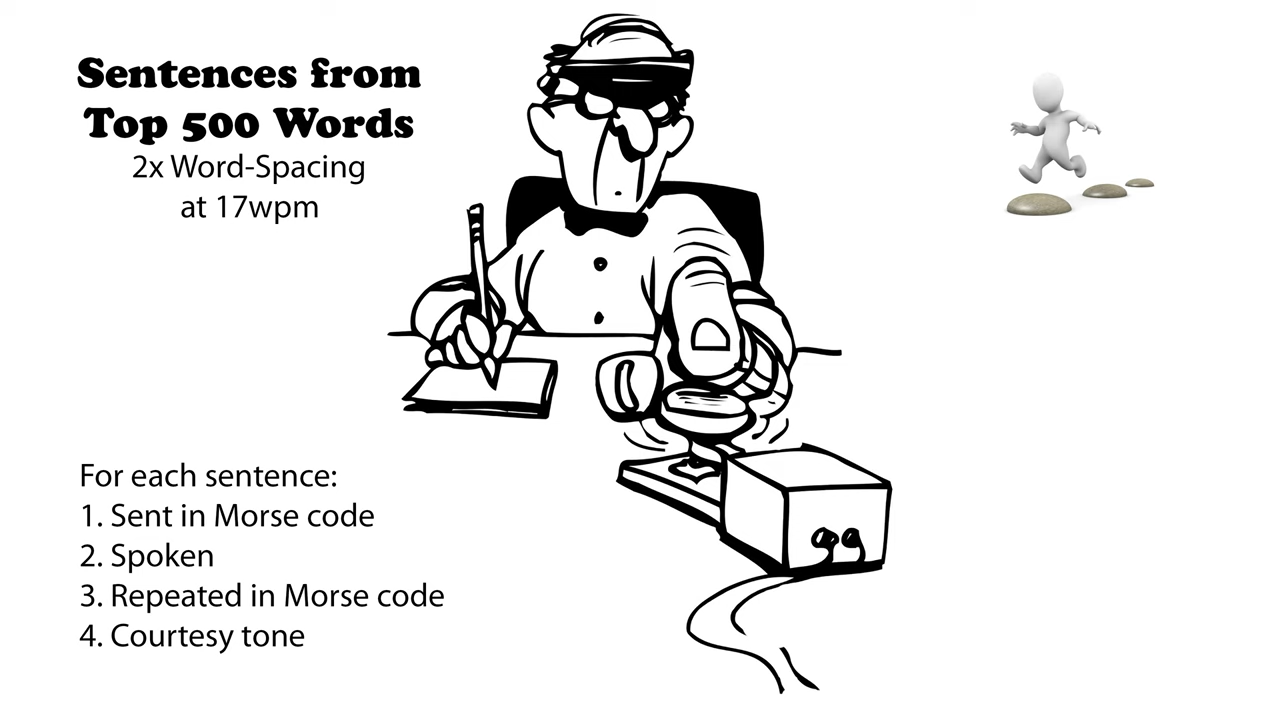 Sentences from
Top 500 Words
2x Word-Spacing
at 17wpm
For each sentence:
1. Sent in Morse code
2. Spoken
3. Repeated in Morse code
4. Courtesy tone